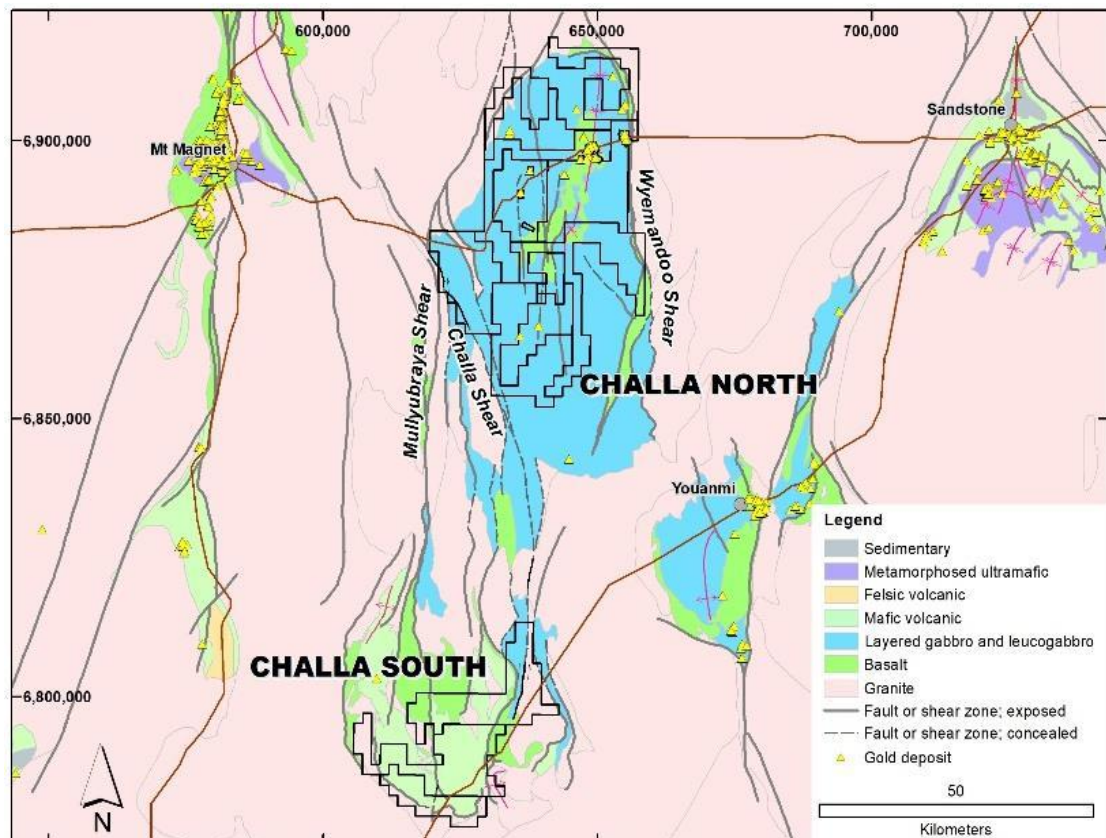 600,000
650,000
700,000
6,900,000
6,850,000
6,800,000
Mt Magnet
Sandstone
Wyemandoo Shear
Mullyubraya Shear
Challa Shear
CHALLA NORTH
Youanmi
CHALLA SOUTH
N
Legend
Sedimentary
Metamorphosed ultramafic
Felsic volcanic
Mafic volcanic
Layered gabbro and leucogabbro
Basalt
Granite
Fault or shear zone; exposed
Fault or shear zone; concealed
Gold deposit
50
Kilometers